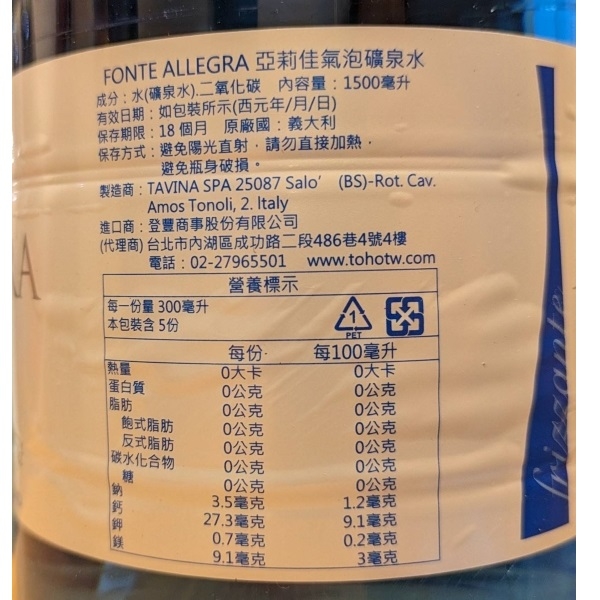 FONTE ALLEGRA 亞莉佳氣泡礦泉水
成分：水(礦泉水).二氧化碳 內容量：1500毫升
有效日期：如包裝所示(西元年/月/日)
保存期限：18個月 原廠國：義大利
保存方式：避免陽光直射，請勿直接加熱，
避免瓶身破損。
製造商：TAVINA SPA 25087 Salo' (BS)-Rot. Cav.
Amos Tonoli, 2. Italy
進口商：登豐商事股份有限公司
(代理商) 台北市內湖區成功路二段486巷4號4樓
電話：02-27965501 www.tohotw.com
營養標示
每一份量 300毫升
本包裝含 5份
1
PET
每份 每100毫升
熱量 0大卡 0大卡
蛋白質 0公克 0公克
脂肪 0公克 0公克
飽式脂肪 0公克 0公克
反式脂肪 0公克 0公克
碳水化合物 0公克 0公克
糖 0公克 0公克
鈉 3.5毫克 1.2毫克
鈣 27.3毫克 9.1毫克
鉀 0.7毫克 0.2毫克
鎂 9.1毫克 3毫克
frizzante